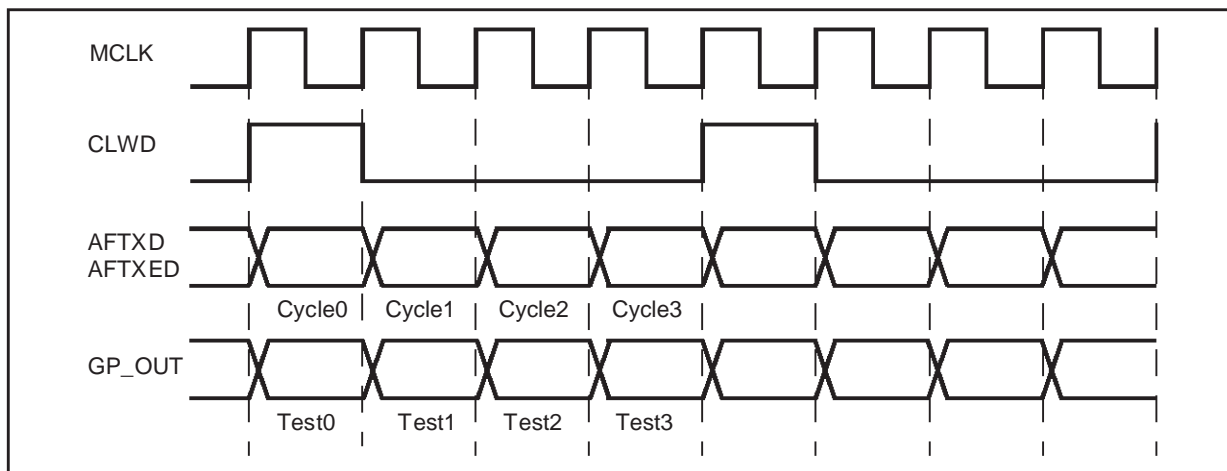 MCLK
CLWD
AFTXD
AFTXED
Cycle0 Cycle1 Cycle2 Cycle3
GP_OUT
Test0 Test1 Test2 Test3